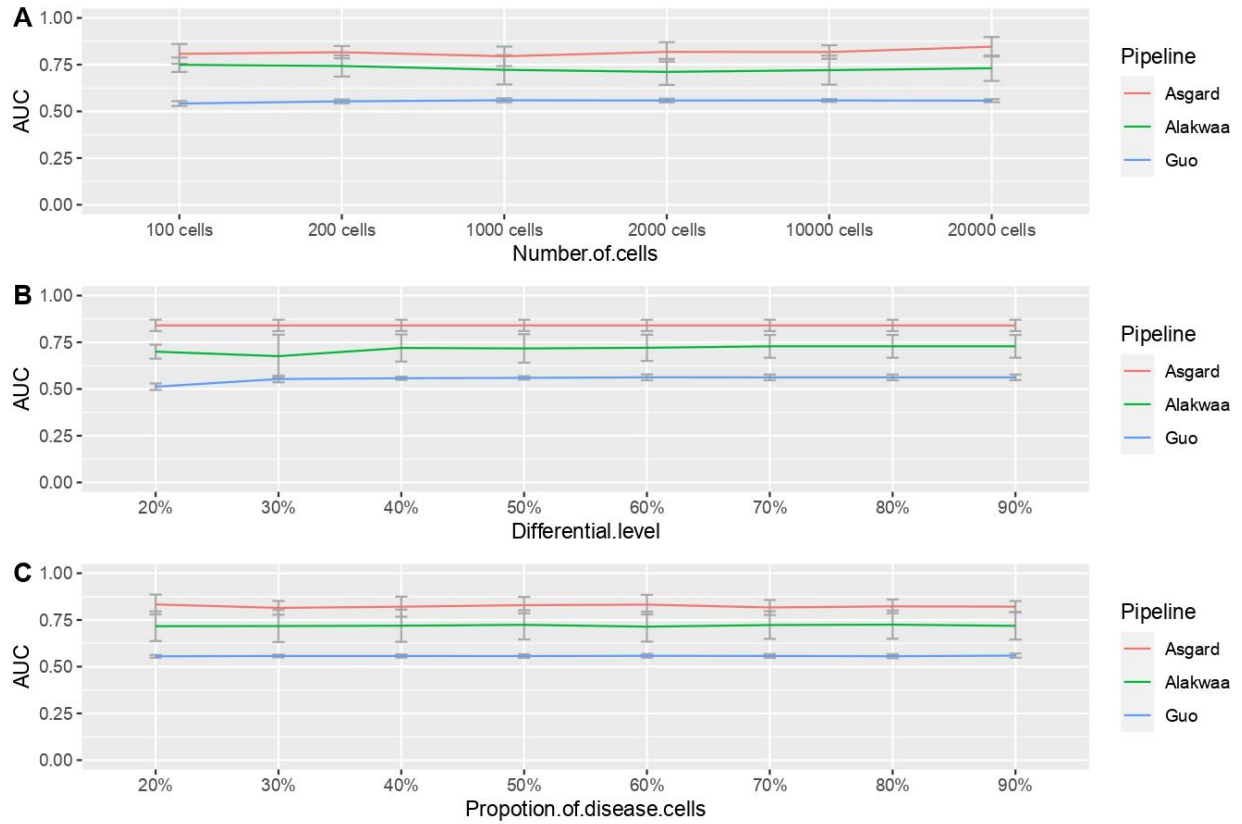 A
1.00
0.75
0.50
0.25
0.00
AUC
100 cells 200 cells 1000 cells 2000 cells 10000 cells 20000 cells
Number.of.cells
Pipeline
Asgard
Alakwaa
Guo
B
1.00
0.75
0.50
0.25
0.00
AUC
20% 30% 40% 50% 60% 70% 80% 90%
Differential.level
Pipeline
Asgard
Alakwaa
Guo
C
1.00
0.75
0.50
0.25
0.00
AUC
20% 30% 40% 50% 60% 70% 80% 90%
Propotion.of.disease.cells
Pipeline
Asgard
Alakwaa
Guo